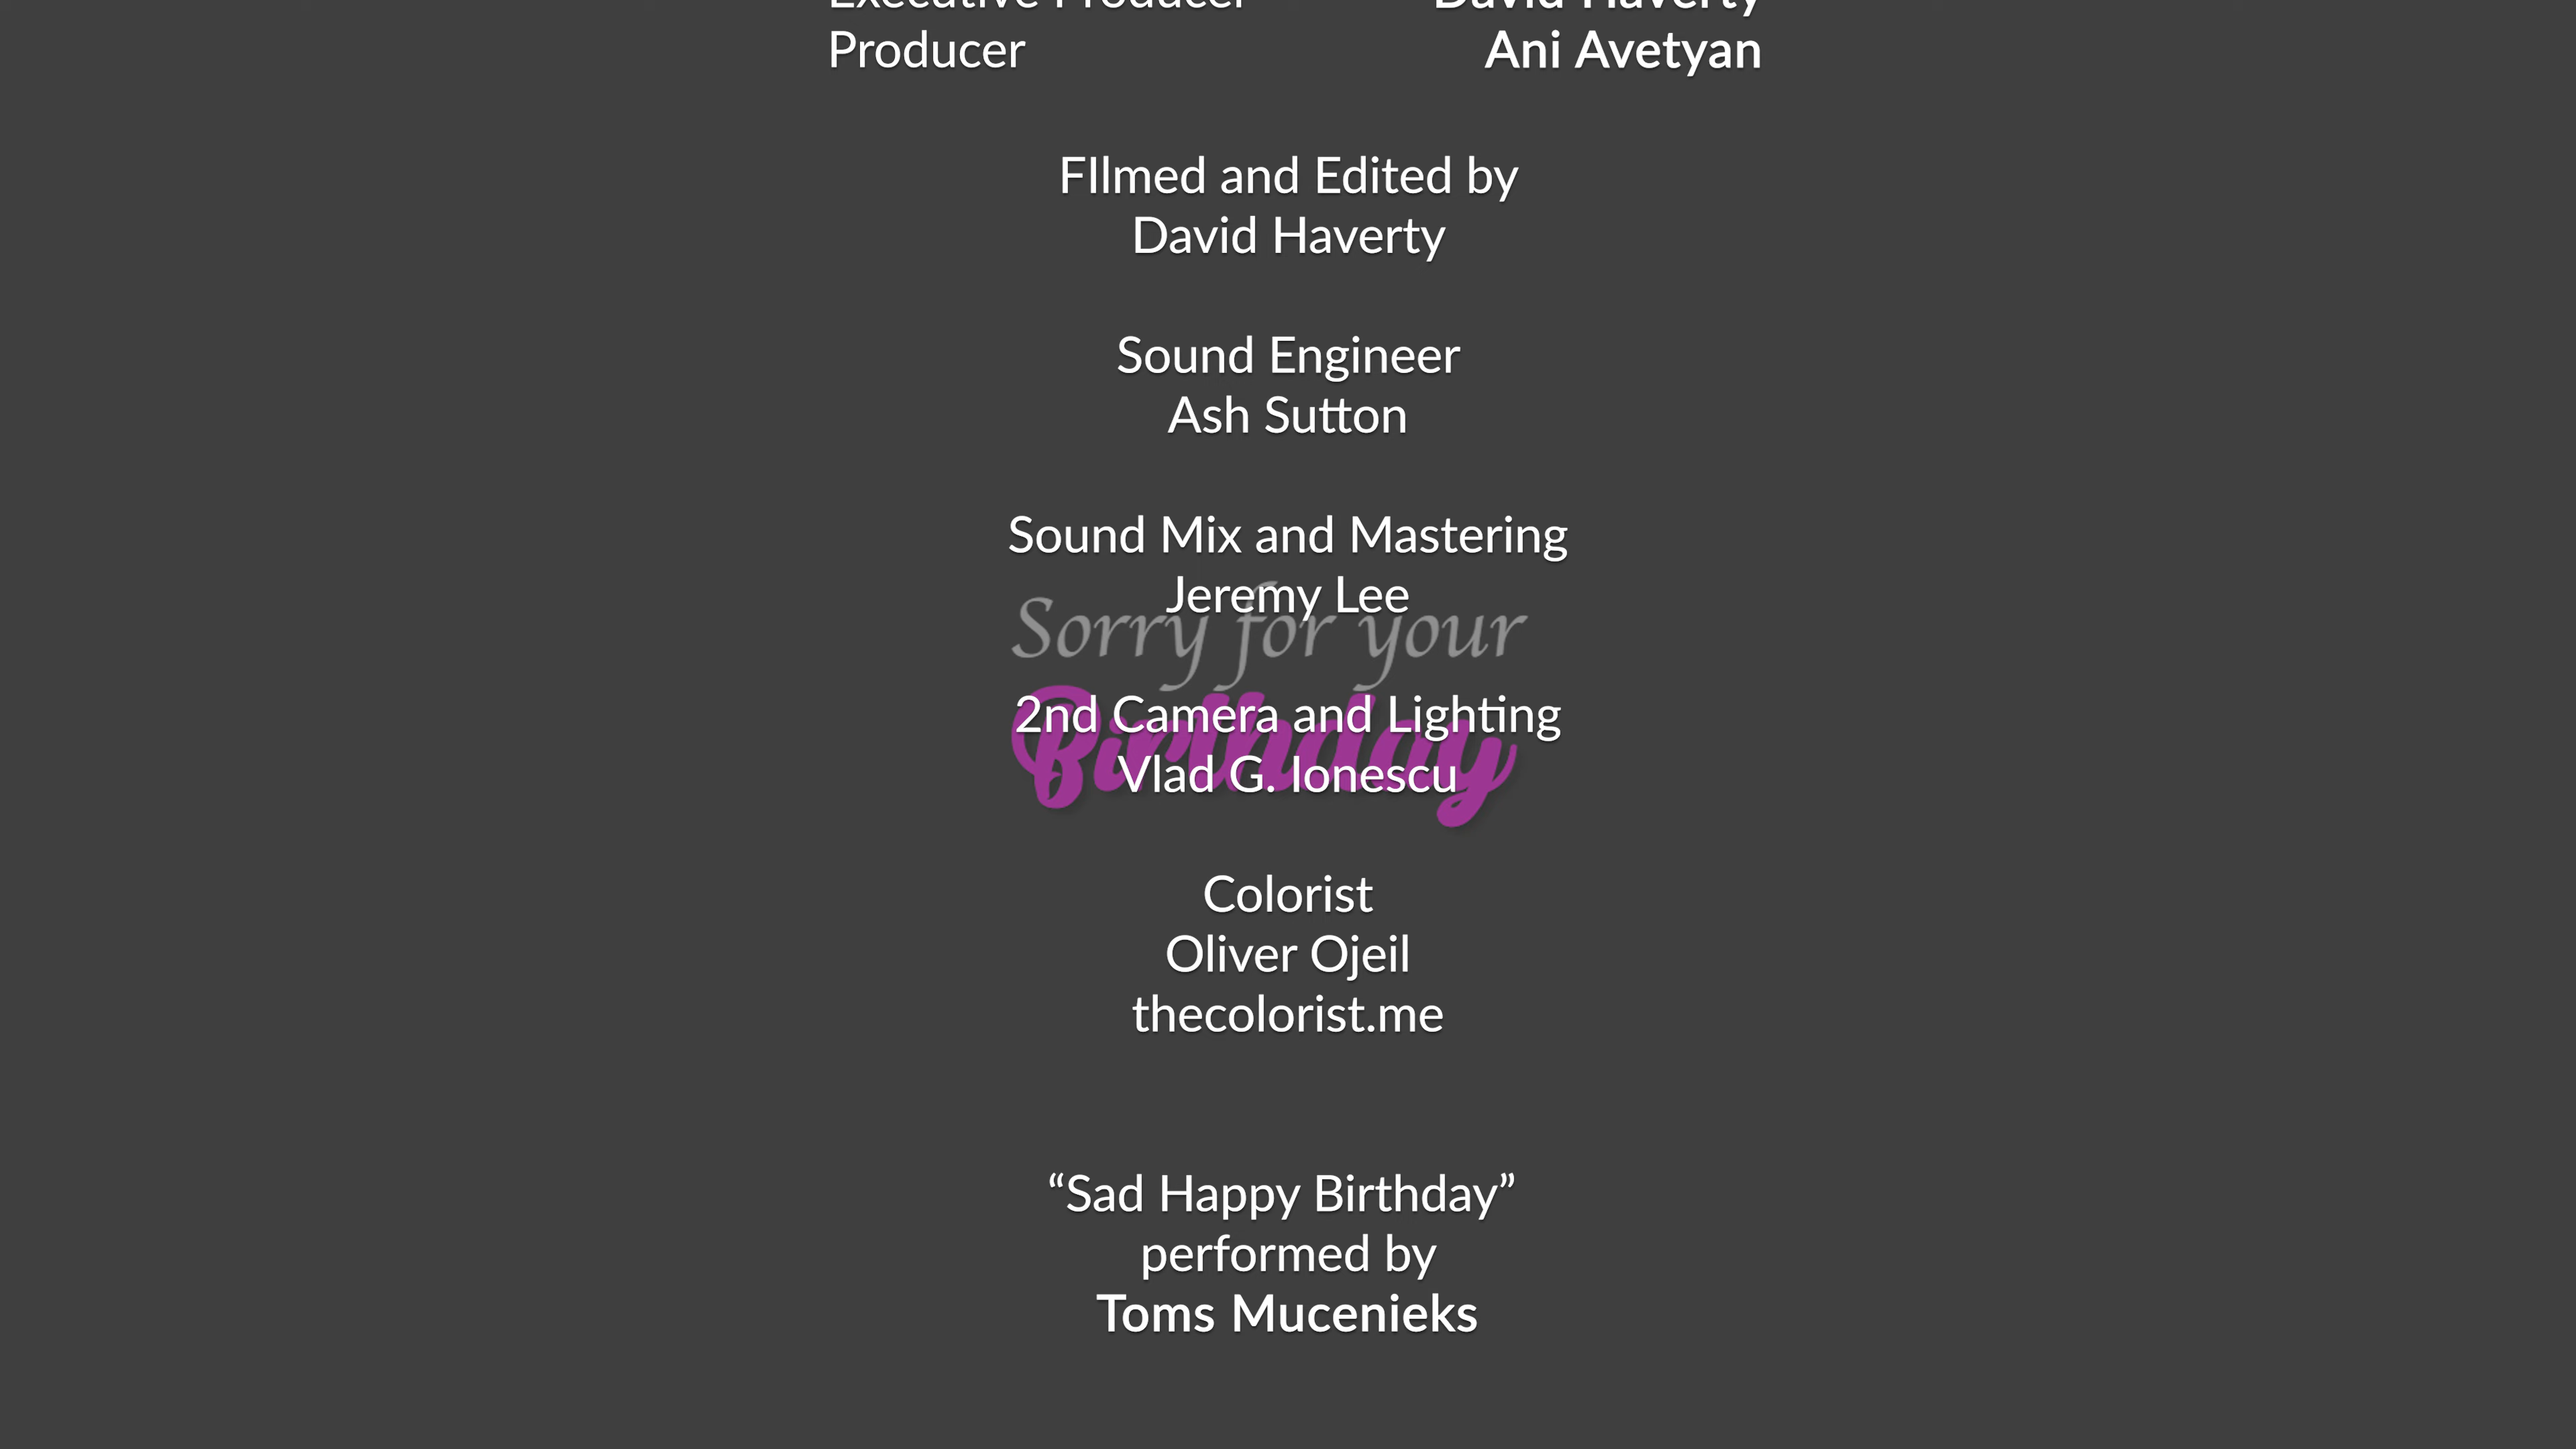 Executive Producer David Haverty
Producer Ani Avetyan
FIlmed and Edited by
David Haverty
Sound Engineer
Ash Sutton
Sound Mix and Mastering
Jeremy Lee
Sorry for your
Birthday
2nd Camera and Lighting
Vlad G. Ionescu
Colorist
Oliver Ojeil
thecolorist.me
“Sad Happy Birthday”
performed by
Toms Mucenieks